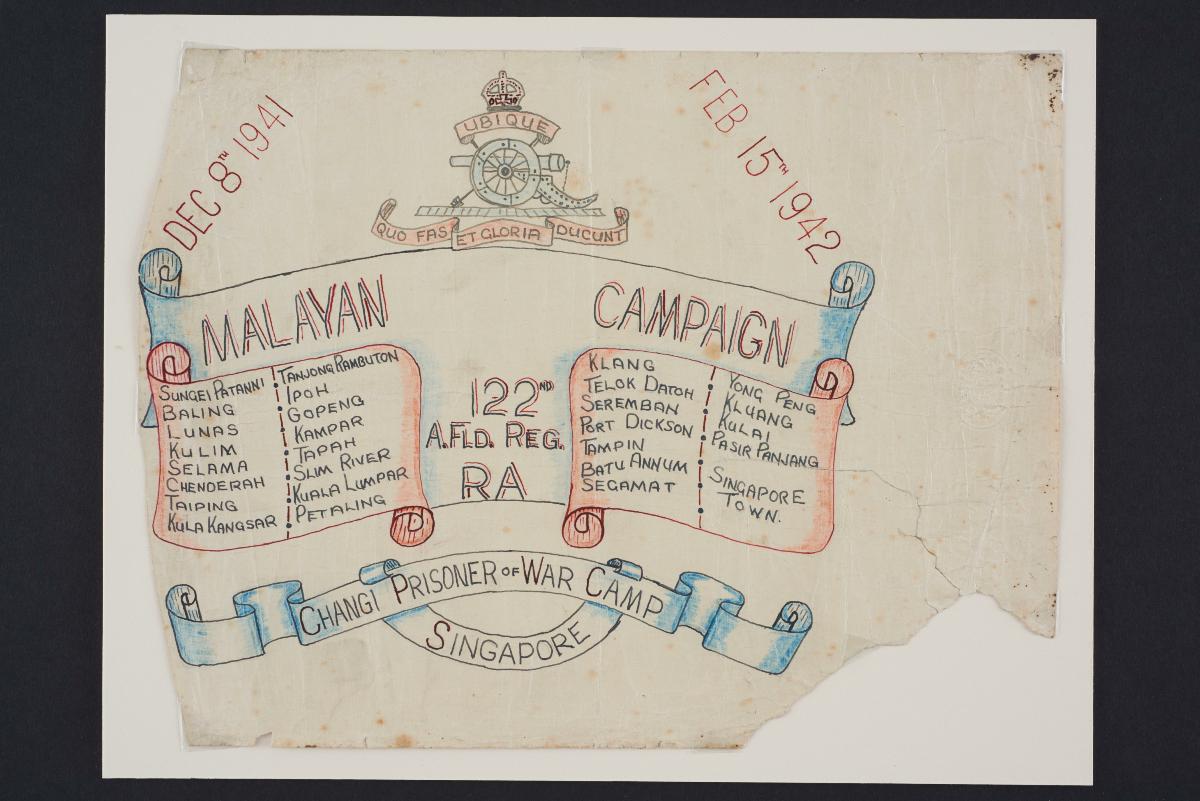 DEC 8TH 1941
FEB 15TH 1942
UBIQUE
QUO FAS ET GLORIA DUCUNT
MALAYAN CAMPAIGN
SUNGEI PATANNI
BALING
LUNAS
KULIM
SELAMA
CHENDERAH
TAIPING
KULA KANGSAR
TANJONG RAMBUTON
IPOH
GOPENG
KAMPAR
TAPAH
SLIM RIVER
KUALA LUMPAR
PETALING
122ND
A.FLD. REG.
RA
KLANG
TELOK DATOH
SEREMBAN
PORT DICKSON
TAMPIN
BATU ANNUM
SEGAMAT
YONG PENG
KLUANG
KULAI
PASIR PANJANG
SINGAPORE
TOWN.
CHANGI PRISONER OF WAR CAMP
SINGAPORE